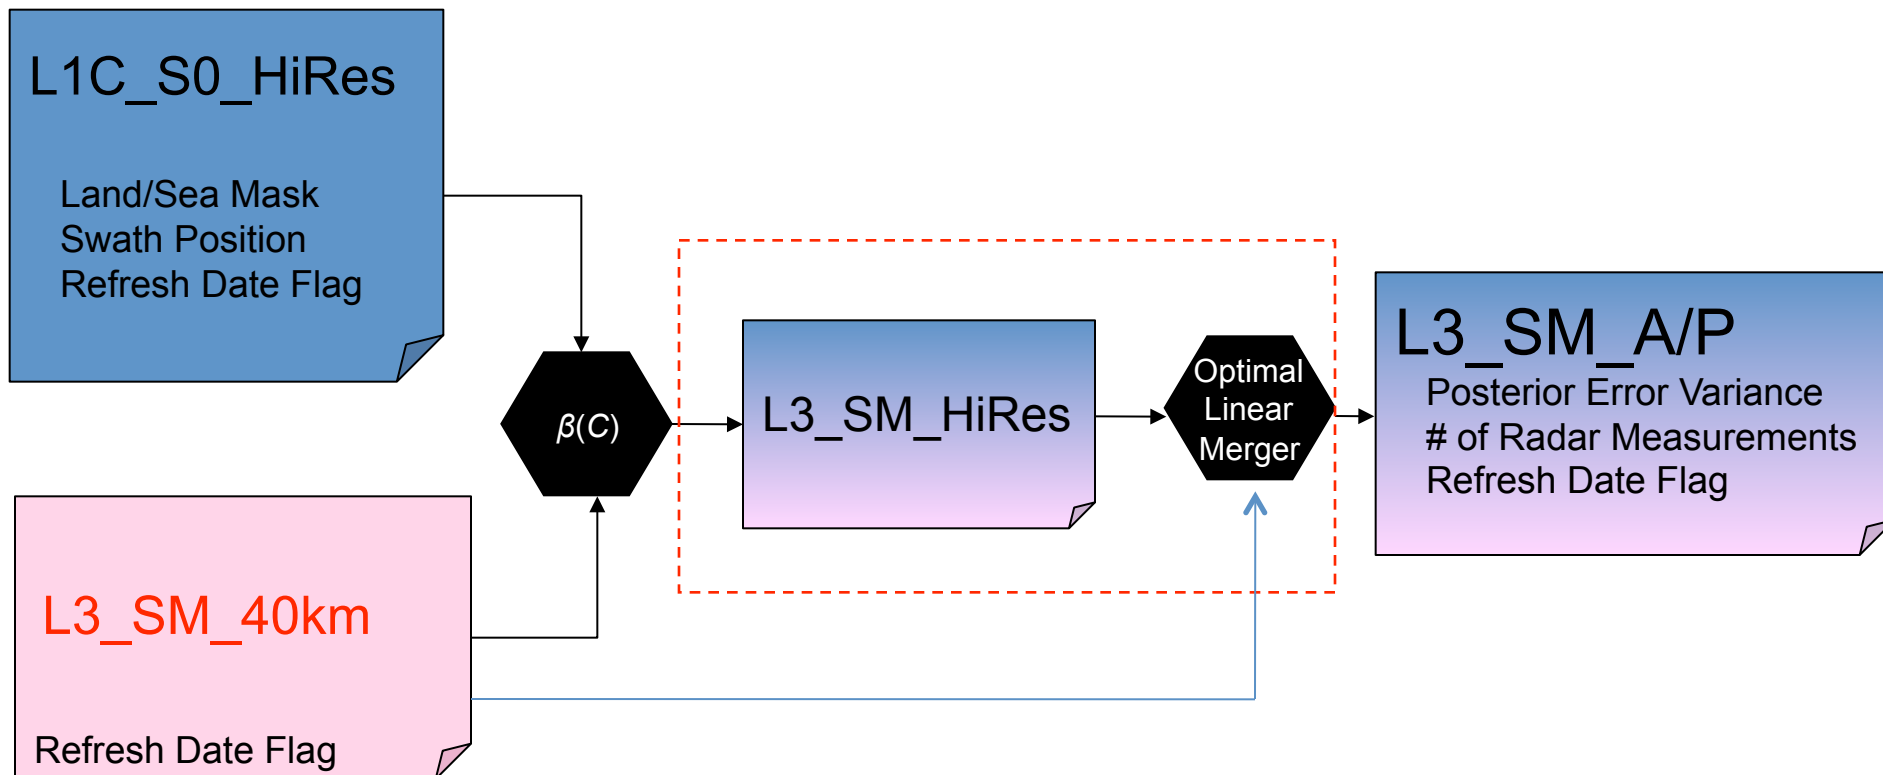 L1C_S0_HiRes
Land/Sea Mask
Swath Position
Refresh Date Flag
β(C)
L3_SM_40km
Refresh Date Flag
L3_SM_HiRes
Optimal
Linear
Merger
L3_SM_A/P
Posterior Error Variance
# of Radar Measurements
Refresh Date Flag